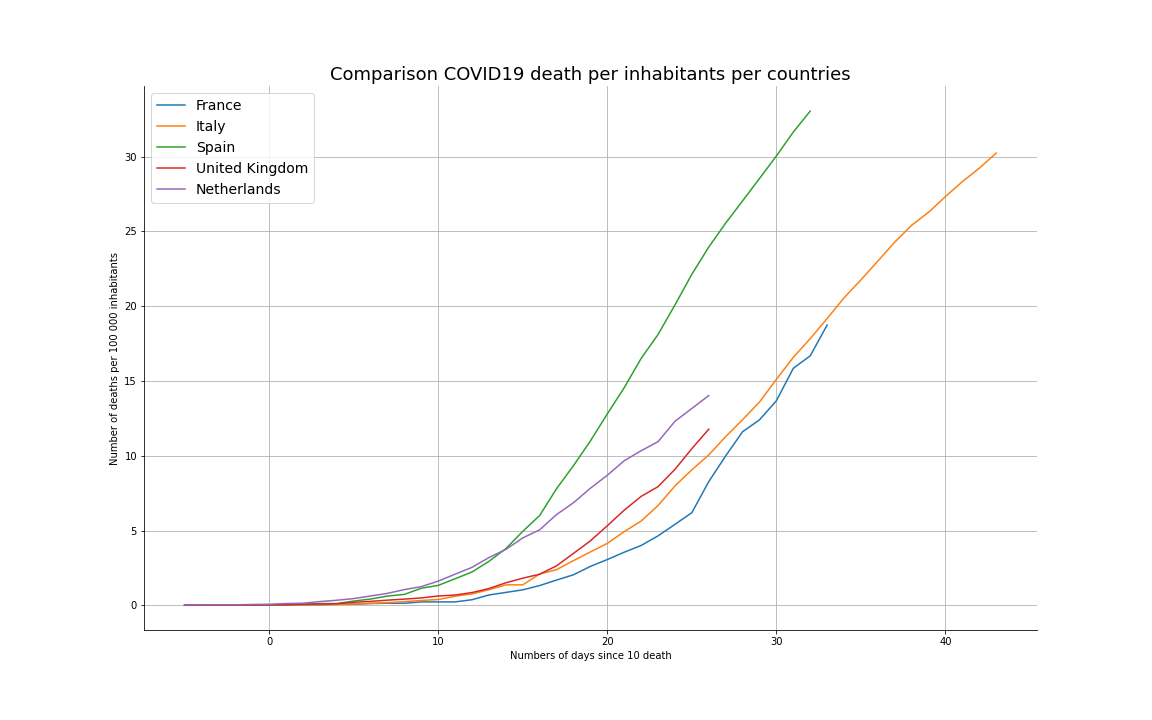 Comparison COVID19 death per inhabitants per countries
France
Italy
Spain
United Kingdom
Netherlands
Number of deaths per 100 000 inhabitants
30
25
20
15
10
5
0
0 10 20 30 40
Numbers of days since 10 death